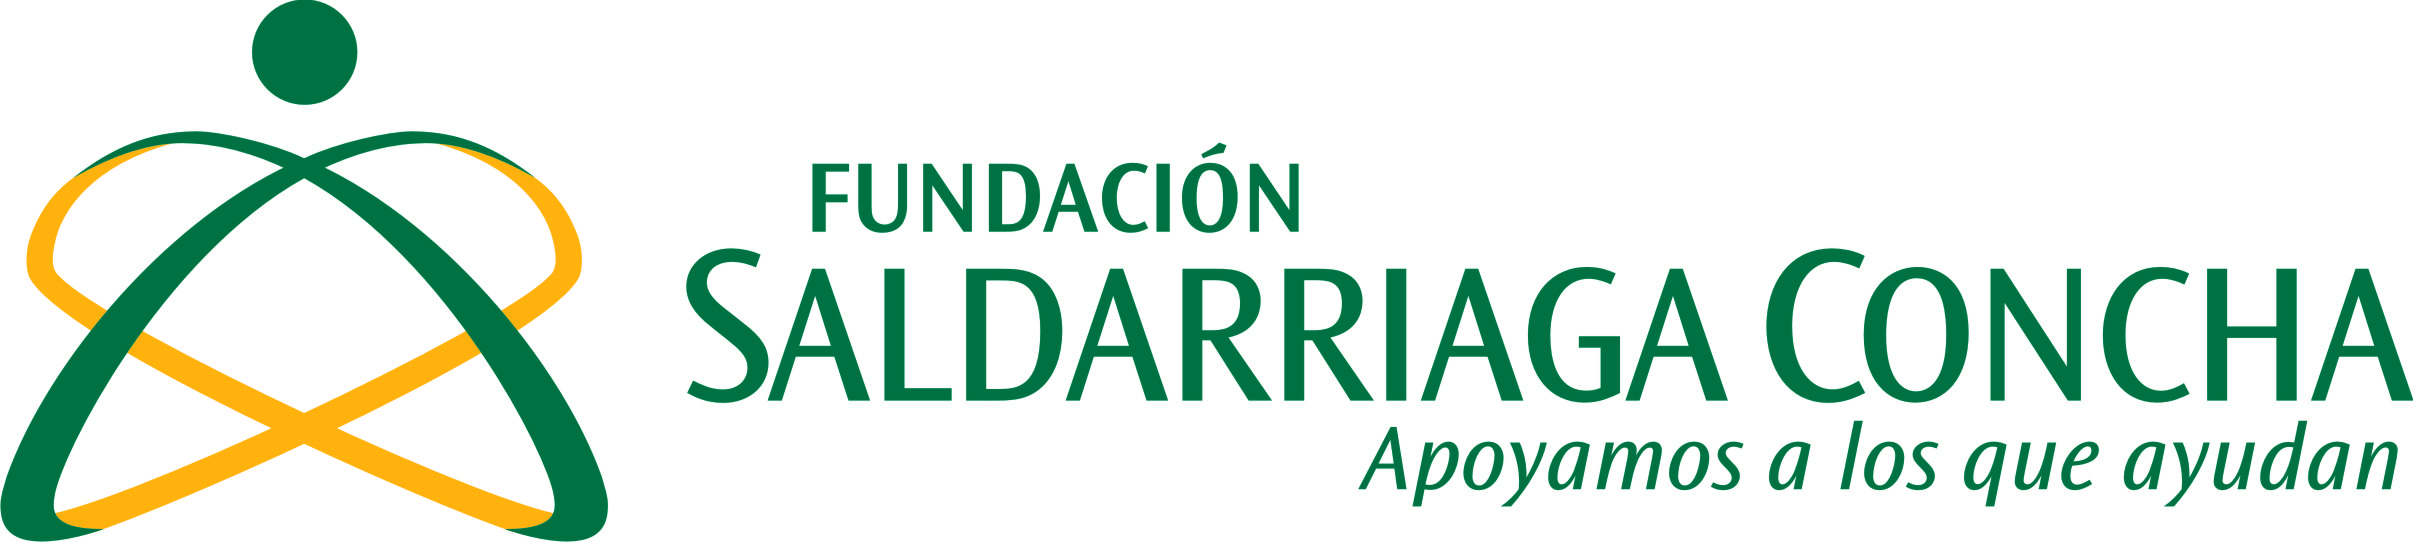 FUNDACIÓN
SALDARRIAGA CONCHA
Apoyamos a los que ayudan